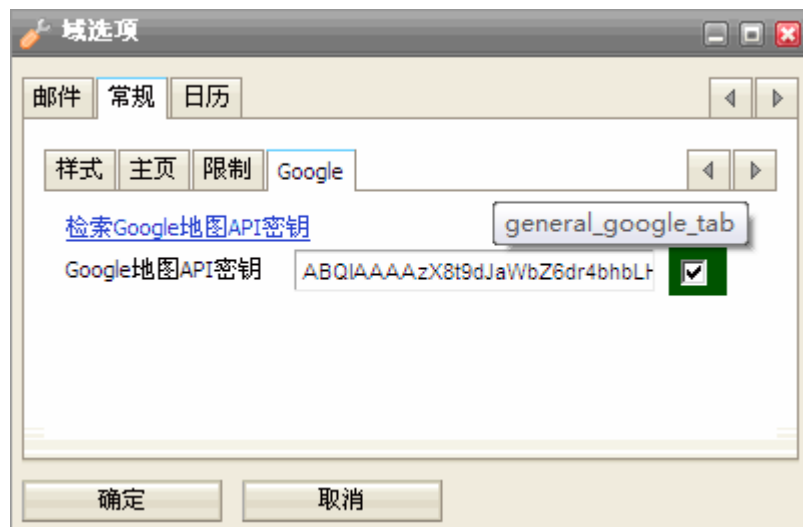 域选项
邮件 常规 日历
样式 主页 限制 Google
检索Google地图API密钥
general_google_tab
Google地图API密钥 ABQIAAAAzX8t9dJaWbZ6dr4bhbLH
确定 取消